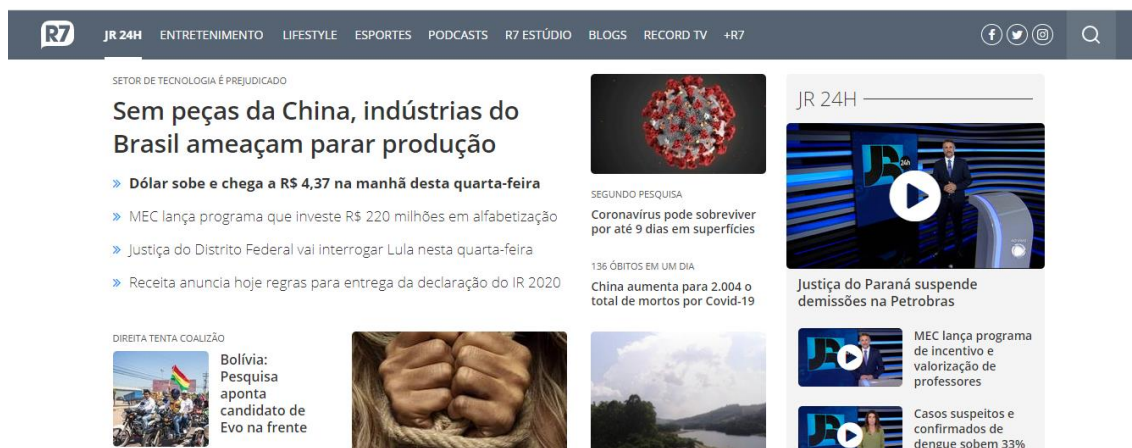 R7 JR 24H ENTRETENIMENTO LIFESTYLE ESPORTES PODCASTS R7 ESTÚDIO BLOGS RECORD TV +R7
SETOR DE TECNOLOGIA É PREJUDICADO
Sem peças da China, indústrias do
Brasil ameaçam parar produção
» Dólar sobe e chega a R$ 4,37 na manhã desta quarta-feira
» MEC lança programa que investe R$ 220 milhões em alfabetização
» Justiça do Distrito Federal vai interrogar Lula nesta quarta-feira
» Receita anuncia hoje regras para entrega da declaração do IR 2020
SEGUNDO PESQUISA
Coronavírus pode sobreviver
por até 9 dias em superfícies
136 ÓBITOS EM UM DIA
China aumenta para 2.004 o
total de mortos por Covid-19
JR 24H
JR 24h
Justiça do Paraná suspende
demissões na Petrobras
MEC lança programa
de incentivo e
valorização de
professores
Casos suspeitos e
confirmados de
dengue sobem 33%
DIREITA TENTA COALIZÃO
Bolívia:
Pesquisa
aponta
candidato de
Evo na frente